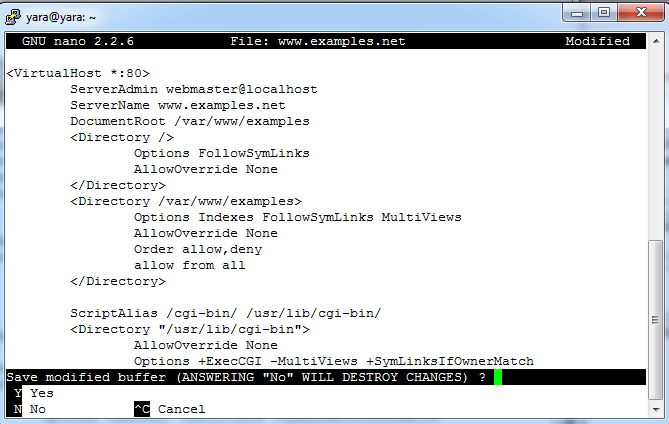 yara@yara: ~
GNU nano 2.2.6 File: www.examples.net Modified
<VirtualHost *:80>
ServerAdmin webmaster@localhost
ServerName www.examples.net
DocumentRoot /var/www/examples
<Directory />
Options FollowSymLinks
AllowOverride None
</Directory>
<Directory /var/www/examples>
Options Indexes FollowSymLinks MultiViews
AllowOverride None
Order allow,deny
allow from all
</Directory>
ScriptAlias /cgi-bin/ /usr/lib/cgi-bin/
<Directory "/usr/lib/cgi-bin">
AllowOverride None
Options +ExecCGI -MultiViews +SymLinksIfOwnerMatch
Save modified buffer (ANSWERING "No" WILL DESTROY CHANGES) ?
Y Yes
N No ^C Cancel